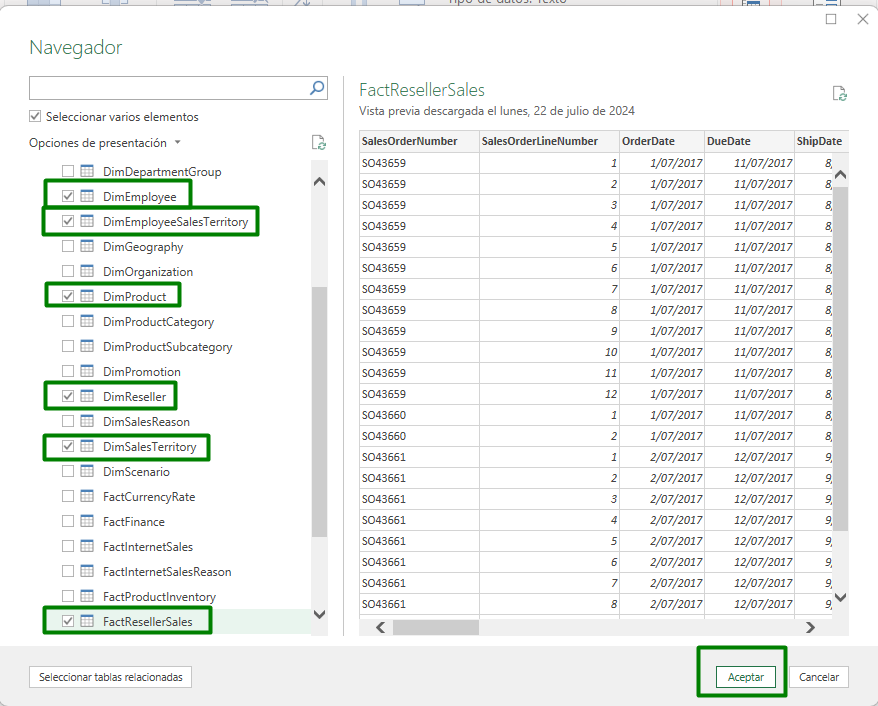 Tipo de datos: Texto
Navegador
Seleccionar varios elementos
Opciones de presentación
DimDepartmentGroup
DimEmployee
DimEmployeeSalesTerritory
DimGeography
DimOrganization
DimProduct
DimProductCategory
DimProductSubcategory
DimPromotion
DimReseller
DimSalesReason
DimSalesTerritory
DimScenario
FactCurrencyRate
FactFinance
FactInternetSales
FactInternetSalesReason
FactProductInventory
FactResellerSales
FactResellerSales
Vista previa descargada el lunes, 22 de julio de 2024
SalesOrderNumber SalesOrderLineNumber OrderDate DueDate ShipDate
SO43659 1 1/07/2017 11/07/2017 8,
SO43659 2 1/07/2017 11/07/2017 8,
SO43659 3 1/07/2017 11/07/2017 8,
SO43659 4 1/07/2017 11/07/2017 8,
SO43659 5 1/07/2017 11/07/2017 8,
SO43659 6 1/07/2017 11/07/2017 8,
SO43659 7 1/07/2017 11/07/2017 8,
SO43659 8 1/07/2017 11/07/2017 8,
SO43659 9 1/07/2017 11/07/2017 8,
SO43659 10 1/07/2017 11/07/2017 8,
SO43659 11 1/07/2017 11/07/2017 8,
SO43659 12 1/07/2017 11/07/2017 8,
SO43660 1 1/07/2017 11/07/2017 8,
SO43660 2 1/07/2017 11/07/2017 8,
SO43661 1 2/07/2017 12/07/2017 9,
SO43661 2 2/07/2017 12/07/2017 9,
SO43661 3 2/07/2017 12/07/2017 9,
SO43661 4 2/07/2017 12/07/2017 9,
SO43661 5 2/07/2017 12/07/2017 9,
SO43661 6 2/07/2017 12/07/2017 9,
SO43661 7 2/07/2017 12/07/2017 9,
SO43661 8 2/07/2017 12/07/2017 9,
Seleccionar tablas relacionadas
Aceptar
Cancelar